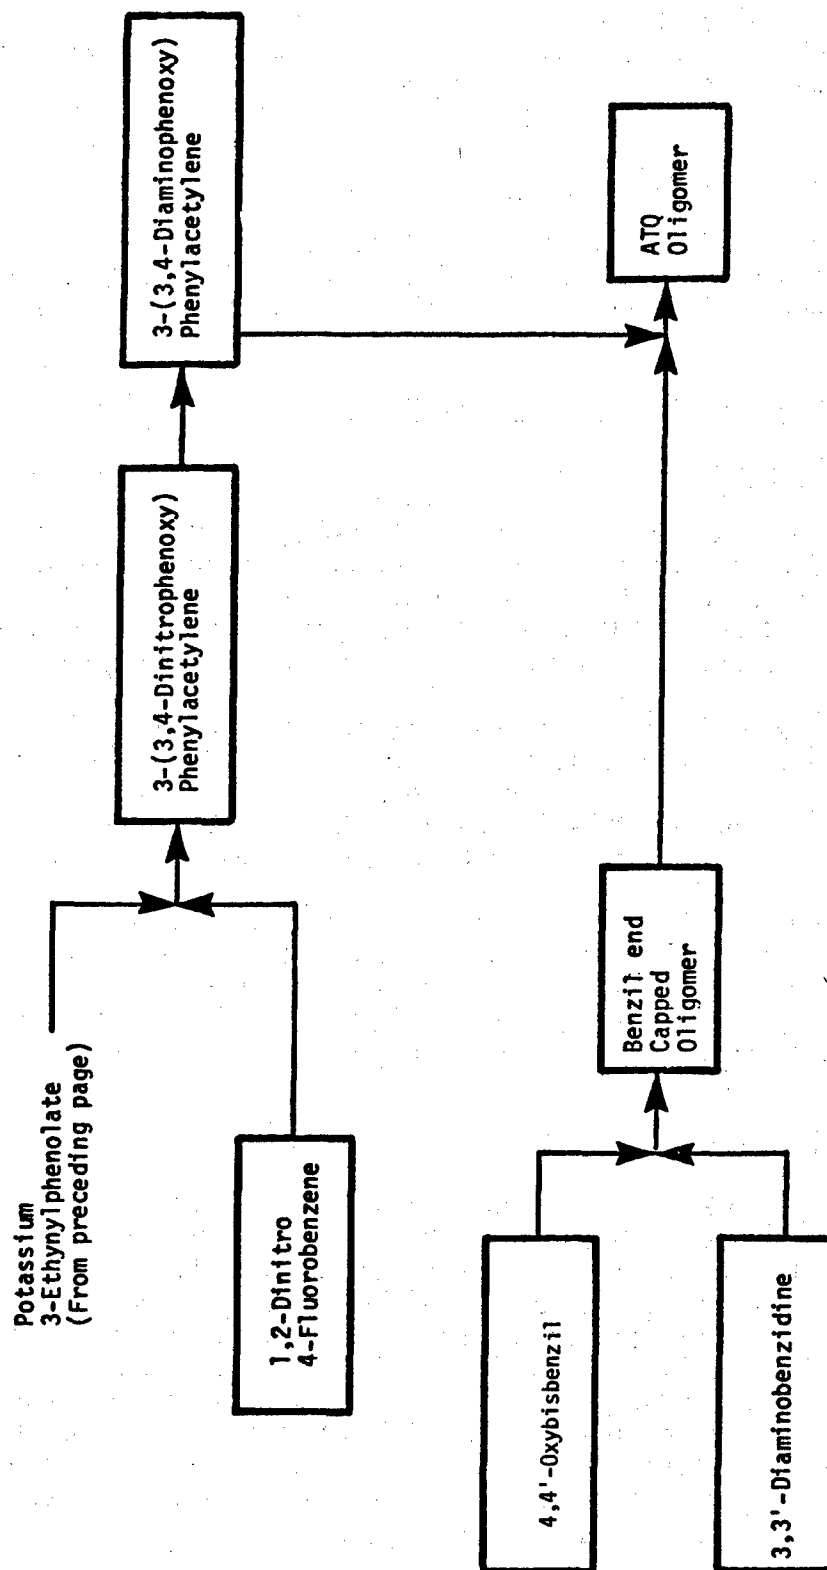 Potassium
3-Ethynylphenolate
(From preceding page)
1,2-Dinitro
4-Fluorobenzene
3-(3,4-Dinitrophenoxy)
Phenylacetylene
3-(3,4-Diaminophenoxy)
Phenylacetylene
4,4'-Oxybisbenzil
3,3'-Diaminobenzidine
Benzil end
Capped
Oligomer
ATQ
Oligomer